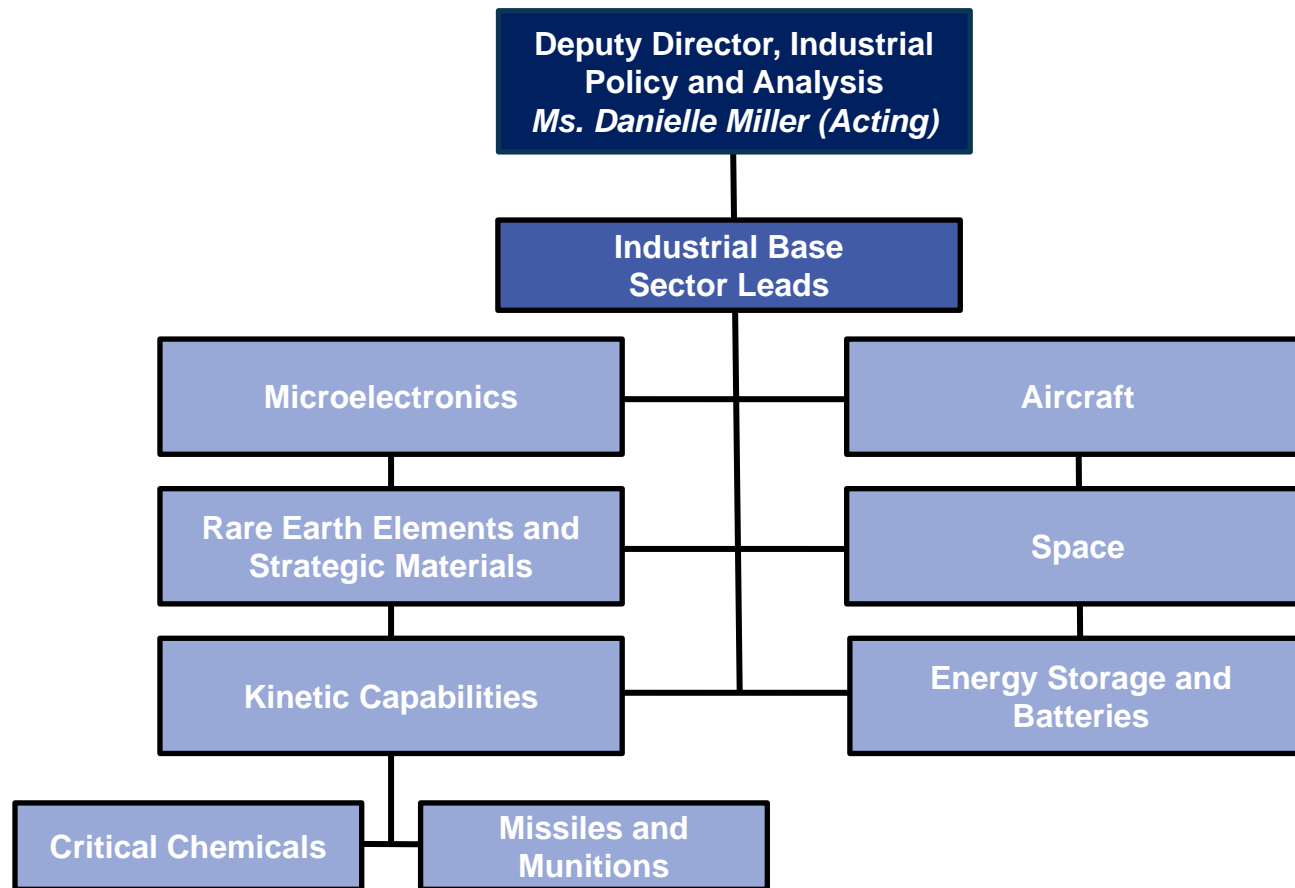 Deputy Director, Industrial
Policy and Analysis
Ms. Danielle Miller (Acting)
Industrial Base
Sector Leads
Microelectronics
Aircraft
Rare Earth Elements and
Strategic Materials
Space
Kinetic Capabilities
Energy Storage and
Batteries
Critical Chemicals
Missiles and
Munitions